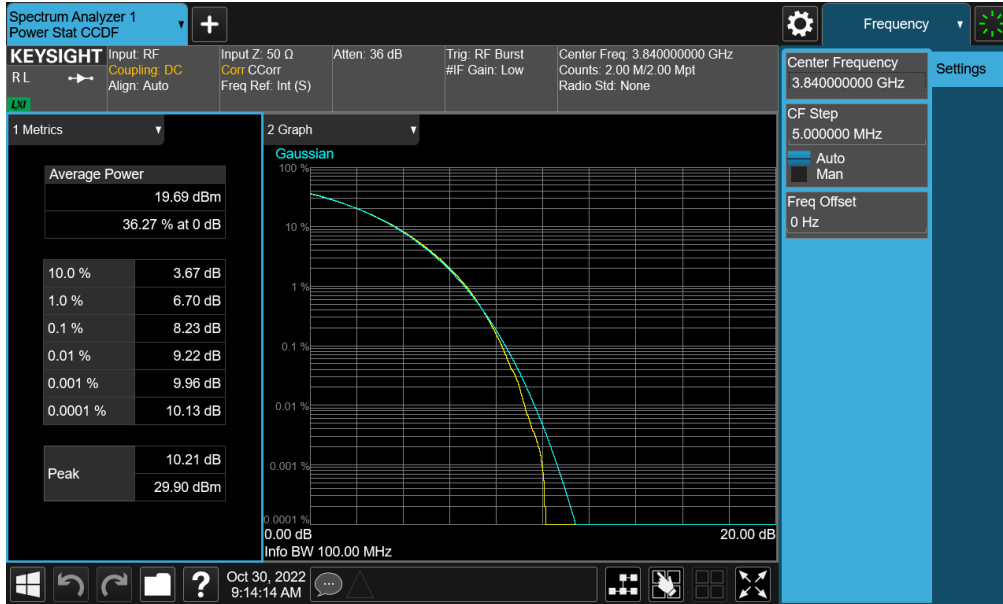 Spectrum Analyzer 1
Power Stat CCDF
+
Frequency
KEYSIGHT
RL
LXI
Input: RF
Coupling: DC
Align: Auto
Input Z: 50 Ω
Corr CCorr
Freq Ref: Int (S)
Atten: 36 dB
Trig: RF Burst
#IF Gain: Low
Center Freq: 3.840000000 GHz
Counts: 2.00 M/2.00 Mpt
Radio Std: None
Center Frequency
3.840000000 GHz
Settings
CF Step
5.000000 MHz
Auto
Man
Freq Offset
0 Hz
1 Metrics
Average Power
19.69 dBm
36.27 % at 0 dB
10.0 % 3.67 dB
1.0 % 6.70 dB
0.1 % 8.23 dB
0.01 % 9.22 dB
0.001 % 9.96 dB
0.0001 % 10.13 dB
Peak
10.21 dB
29.90 dBm
2 Graph
Gaussian
100 %
10 %
1 %
0.1 %
0.01 %
0.001 %
0.0001 %
0.00 dB 20.00 dB
Info BW 100.00 MHz
?
Oct 30, 2022
9:14:14 AM